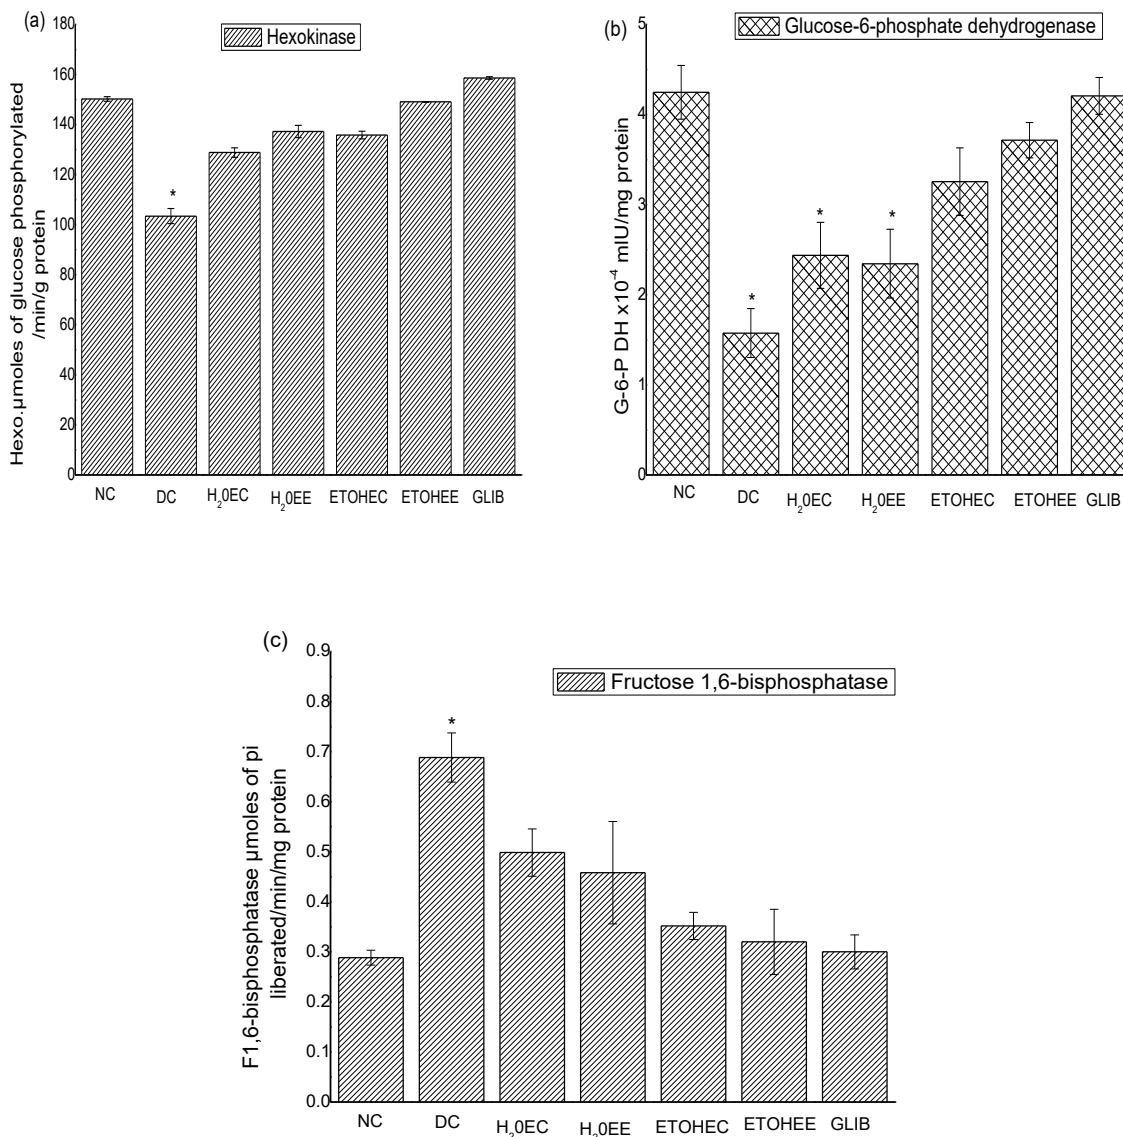 (a)
Hexokinase
Hexo.μmoles of glucose phosphorylated
/min/g protein
180
160
140
120
100
80
60
40
20
0
*
NC DC H₂0EC H₂0EE ETOHEC ETOHEE GLIB
(b)
Glucose-6-phosphate dehydrogenase
G-6-P DH x10⁻⁴ mIU/mg protein
5
4
3
2
1
0
* * *
NC DC H₂0EC H₂0EE ETOHEC ETOHEE GLIB
(c)
Fructose 1,6-bisphosphatase
F1,6-bisphosphatase μmoles of pi
liberated/min/mg protein
0.9
0.8
0.7
0.6
0.5
0.4
0.3
0.2
0.1
0.0
*
NC DC H₂0EC H₂0EE ETOHEC ETOHEE GLIB